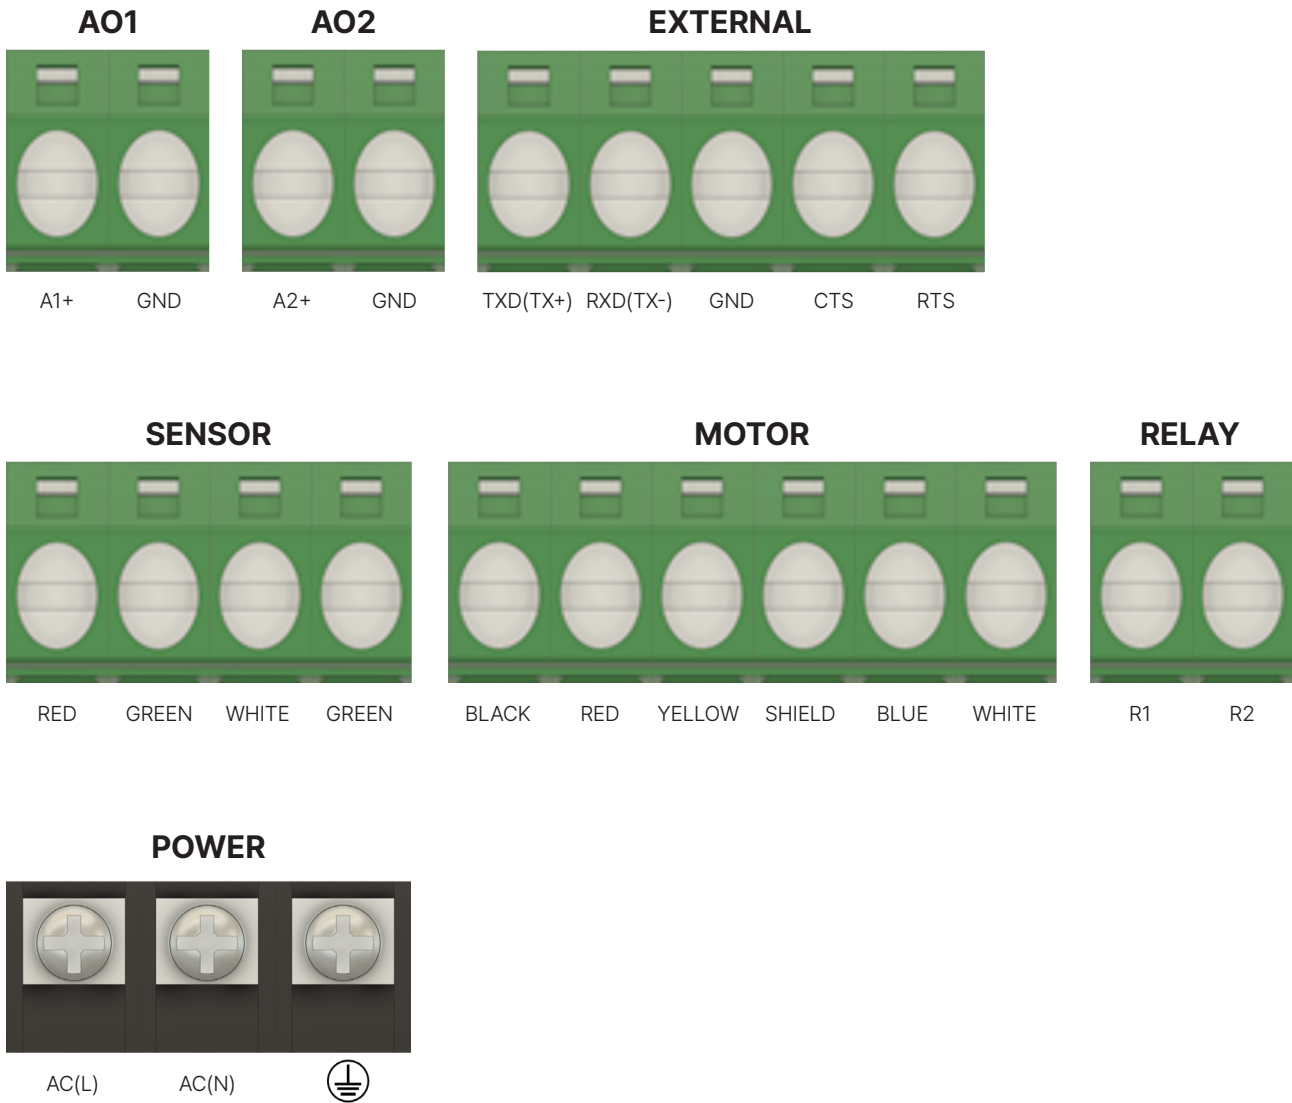 AO1 AO2 EXTERNAL
A1+ GND A2+ GND TXD(TX+) RXD(TX-) GND CTS RTS
SENSOR MOTOR RELAY
RED GREEN WHITE GREEN BLACK RED YELLOW SHIELD BLUE WHITE R1 R2
POWER
AC(L) AC(N)